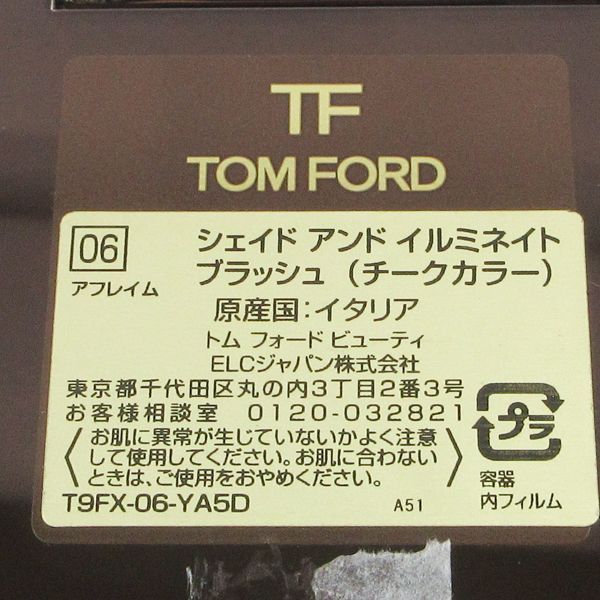 TF
TOM FORD
06
アフレイム
シェイド アンド イルミネイト
ブラッシュ（チークカラー）
原産国：イタリア
トム フォード ビューティ
ELCジャパン株式会社
東京都千代田区丸の内3丁目2番3号
お客様相談室 0120-032821
〈お肌に異常が生じていないかよく注意
して使用してください。お肌に合わない
ときは、ご使用をおやめください。〉
プラ
容器
内フィルム
T9FX-06-YA5D
A51